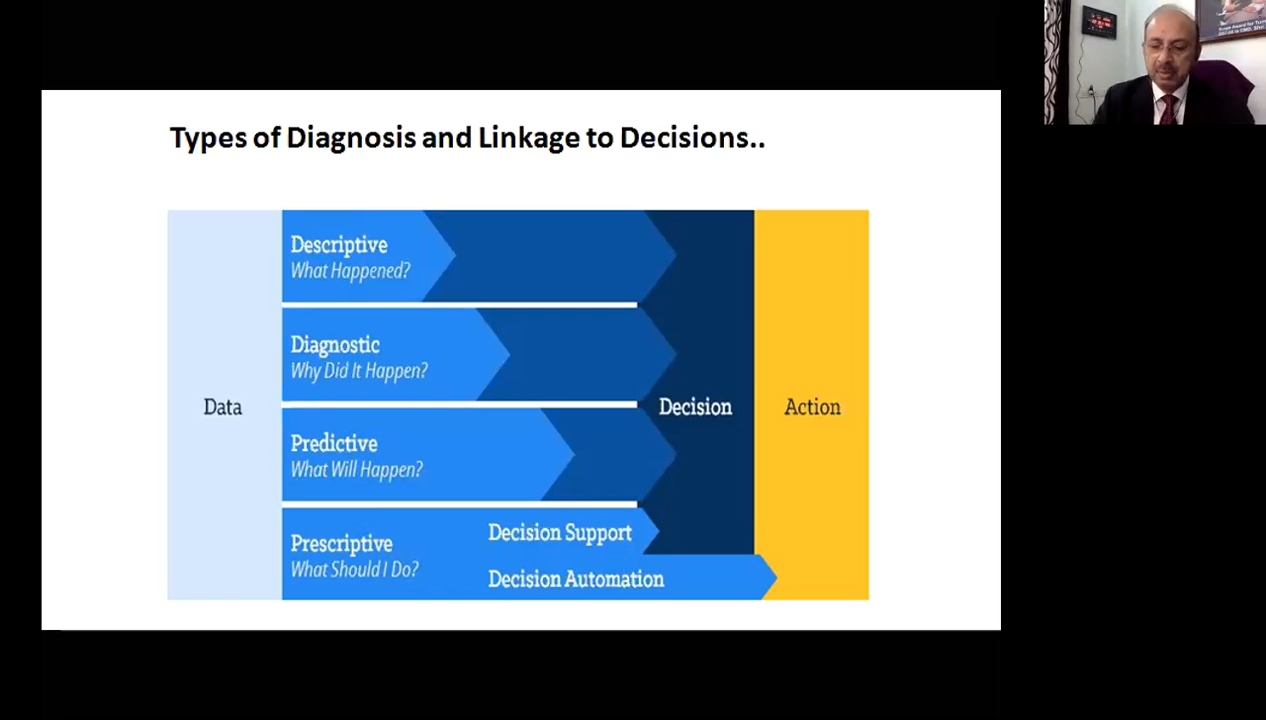 Types of Diagnosis and Linkage to Decisions..
Descriptive
What Happened?
Diagnostic
Why Did It Happen?
Data
Decision
Action
Predictive
What Will Happen?
Prescriptive
What Should I Do?
Decision Support
Decision Automation